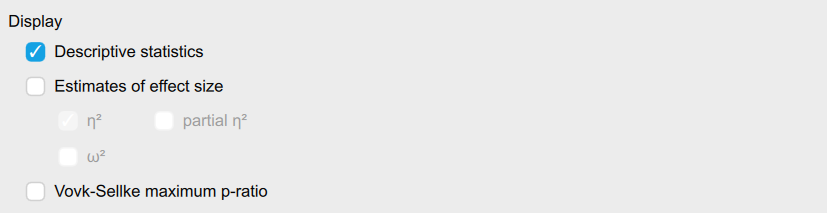 Display
Descriptive statistics
Estimates of effect size
η² partial η²
ω²
Vovk-Sellke maximum p-ratio